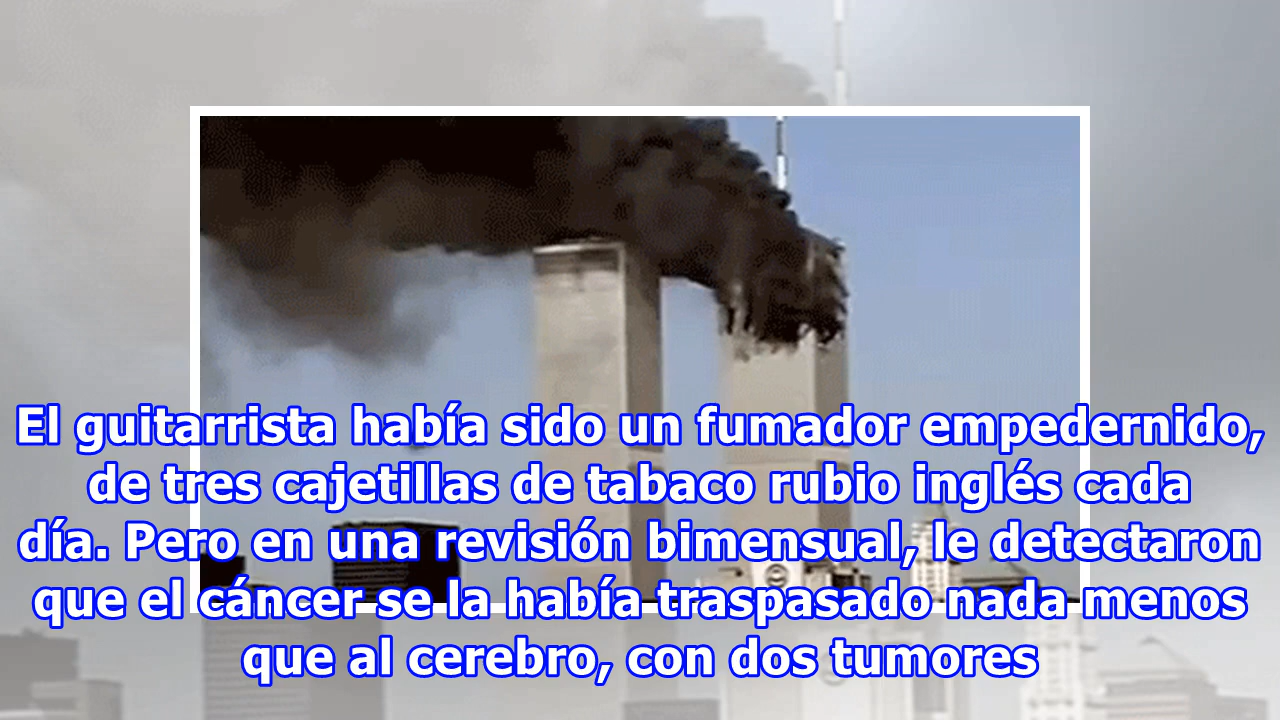 El guitarrista había sido un fumador empedernido,
de tres cajetillas de tabaco rubio inglés cada
día. Pero en una revisión bimensual, le detectaron
que el cáncer se la había traspasado nada menos
que al cerebro, con dos tumores